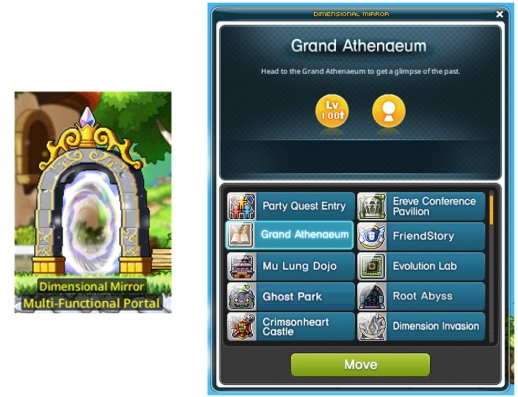 Dimensional Mirror
Multi-Functional Portal
DIMENSIONAL MIRROR
Grand Athenaeum
Head to the Grand Athenaeum to get a glimpse of the past.
Lv
100↑
Party Quest Entry
Ereve Conference
Pavilion
Grand Athenaeum
FriendStory
Mu Lung Dojo
Evolution Lab
Ghost Park
Root Abyss
Crimsonheart
Castle
Dimension Invasion
Move